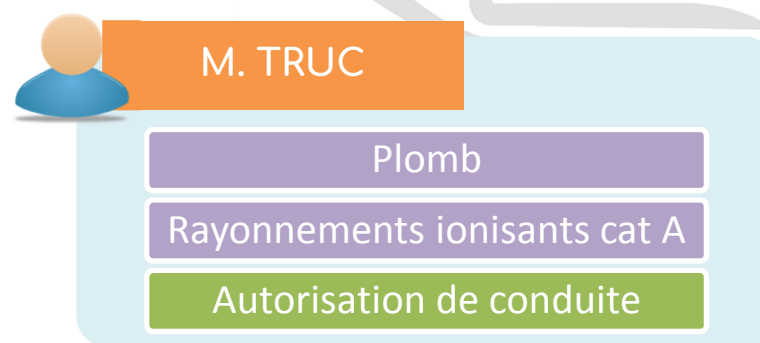 M. TRUC
Plomb
Rayonnements ionisants cat A
Autorisation de conduite